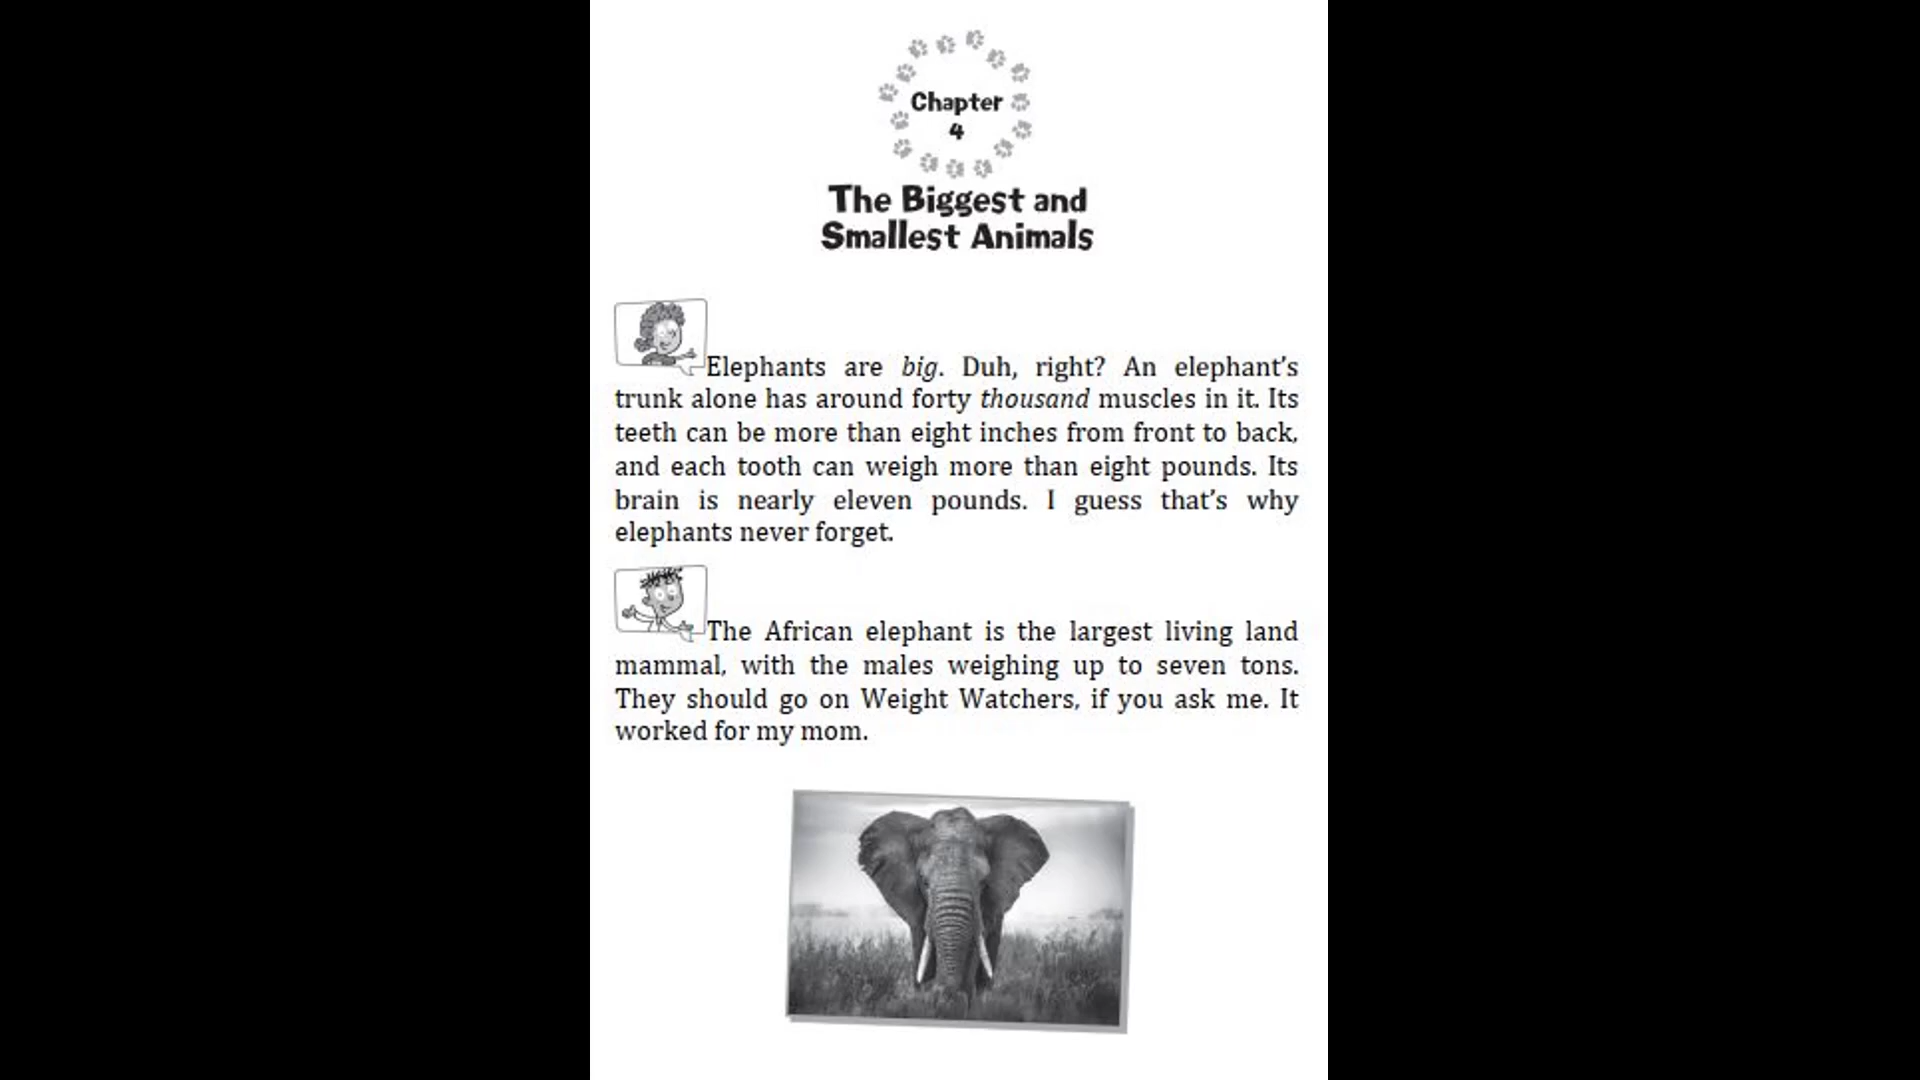 Chapter
4
The Biggest and
Smallest Animals
Elephants are big. Duh, right? An elephant’s
trunk alone has around forty thousand muscles in it. Its
teeth can be more than eight inches from front to back,
and each tooth can weigh more than eight pounds. Its
brain is nearly eleven pounds. I guess that’s why
elephants never forget.
The African elephant is the largest living land
mammal, with the males weighing up to seven tons.
They should go on Weight Watchers, if you ask me. It
worked for my mom.